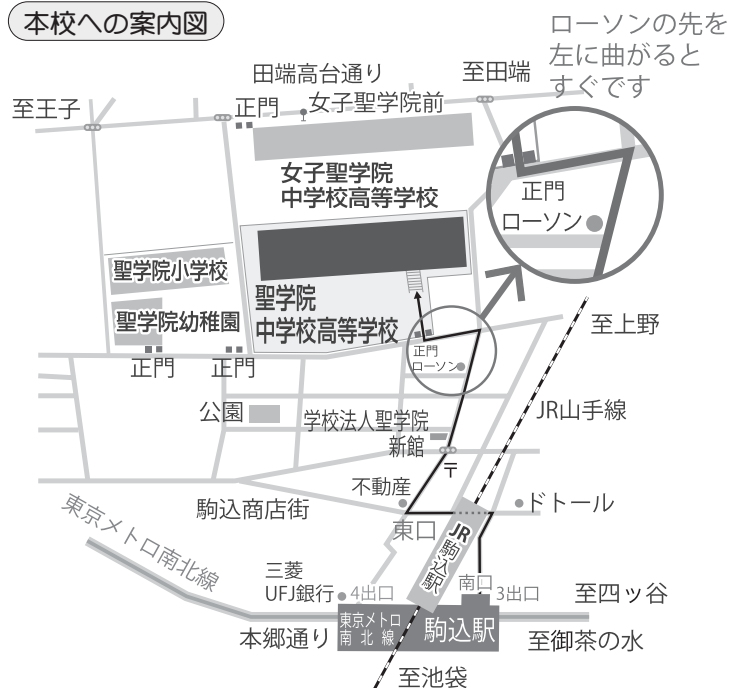 本校への案内図
ローソンの先を
左に曲がると
すぐです
田端高台通り
至田端
至王子
正門
女子聖学院前
女子聖学院
中学校高等学校
正門
ローソン
聖学院小学校
聖学院
中学校高等学校
聖学院幼稚園
正門
正門
正門
ローソン
至上野
JR山手線
公園
学校法人聖学院
新館
〒
不動産
ドトール
駒込商店街
東口
JR
駒込駅
東京メトロ南北線
三菱
UFJ銀行
4出口
南口
3出口
至四ッ谷
東京メトロ
南北線
駒込駅
本郷通り
至御茶の水
至池袋